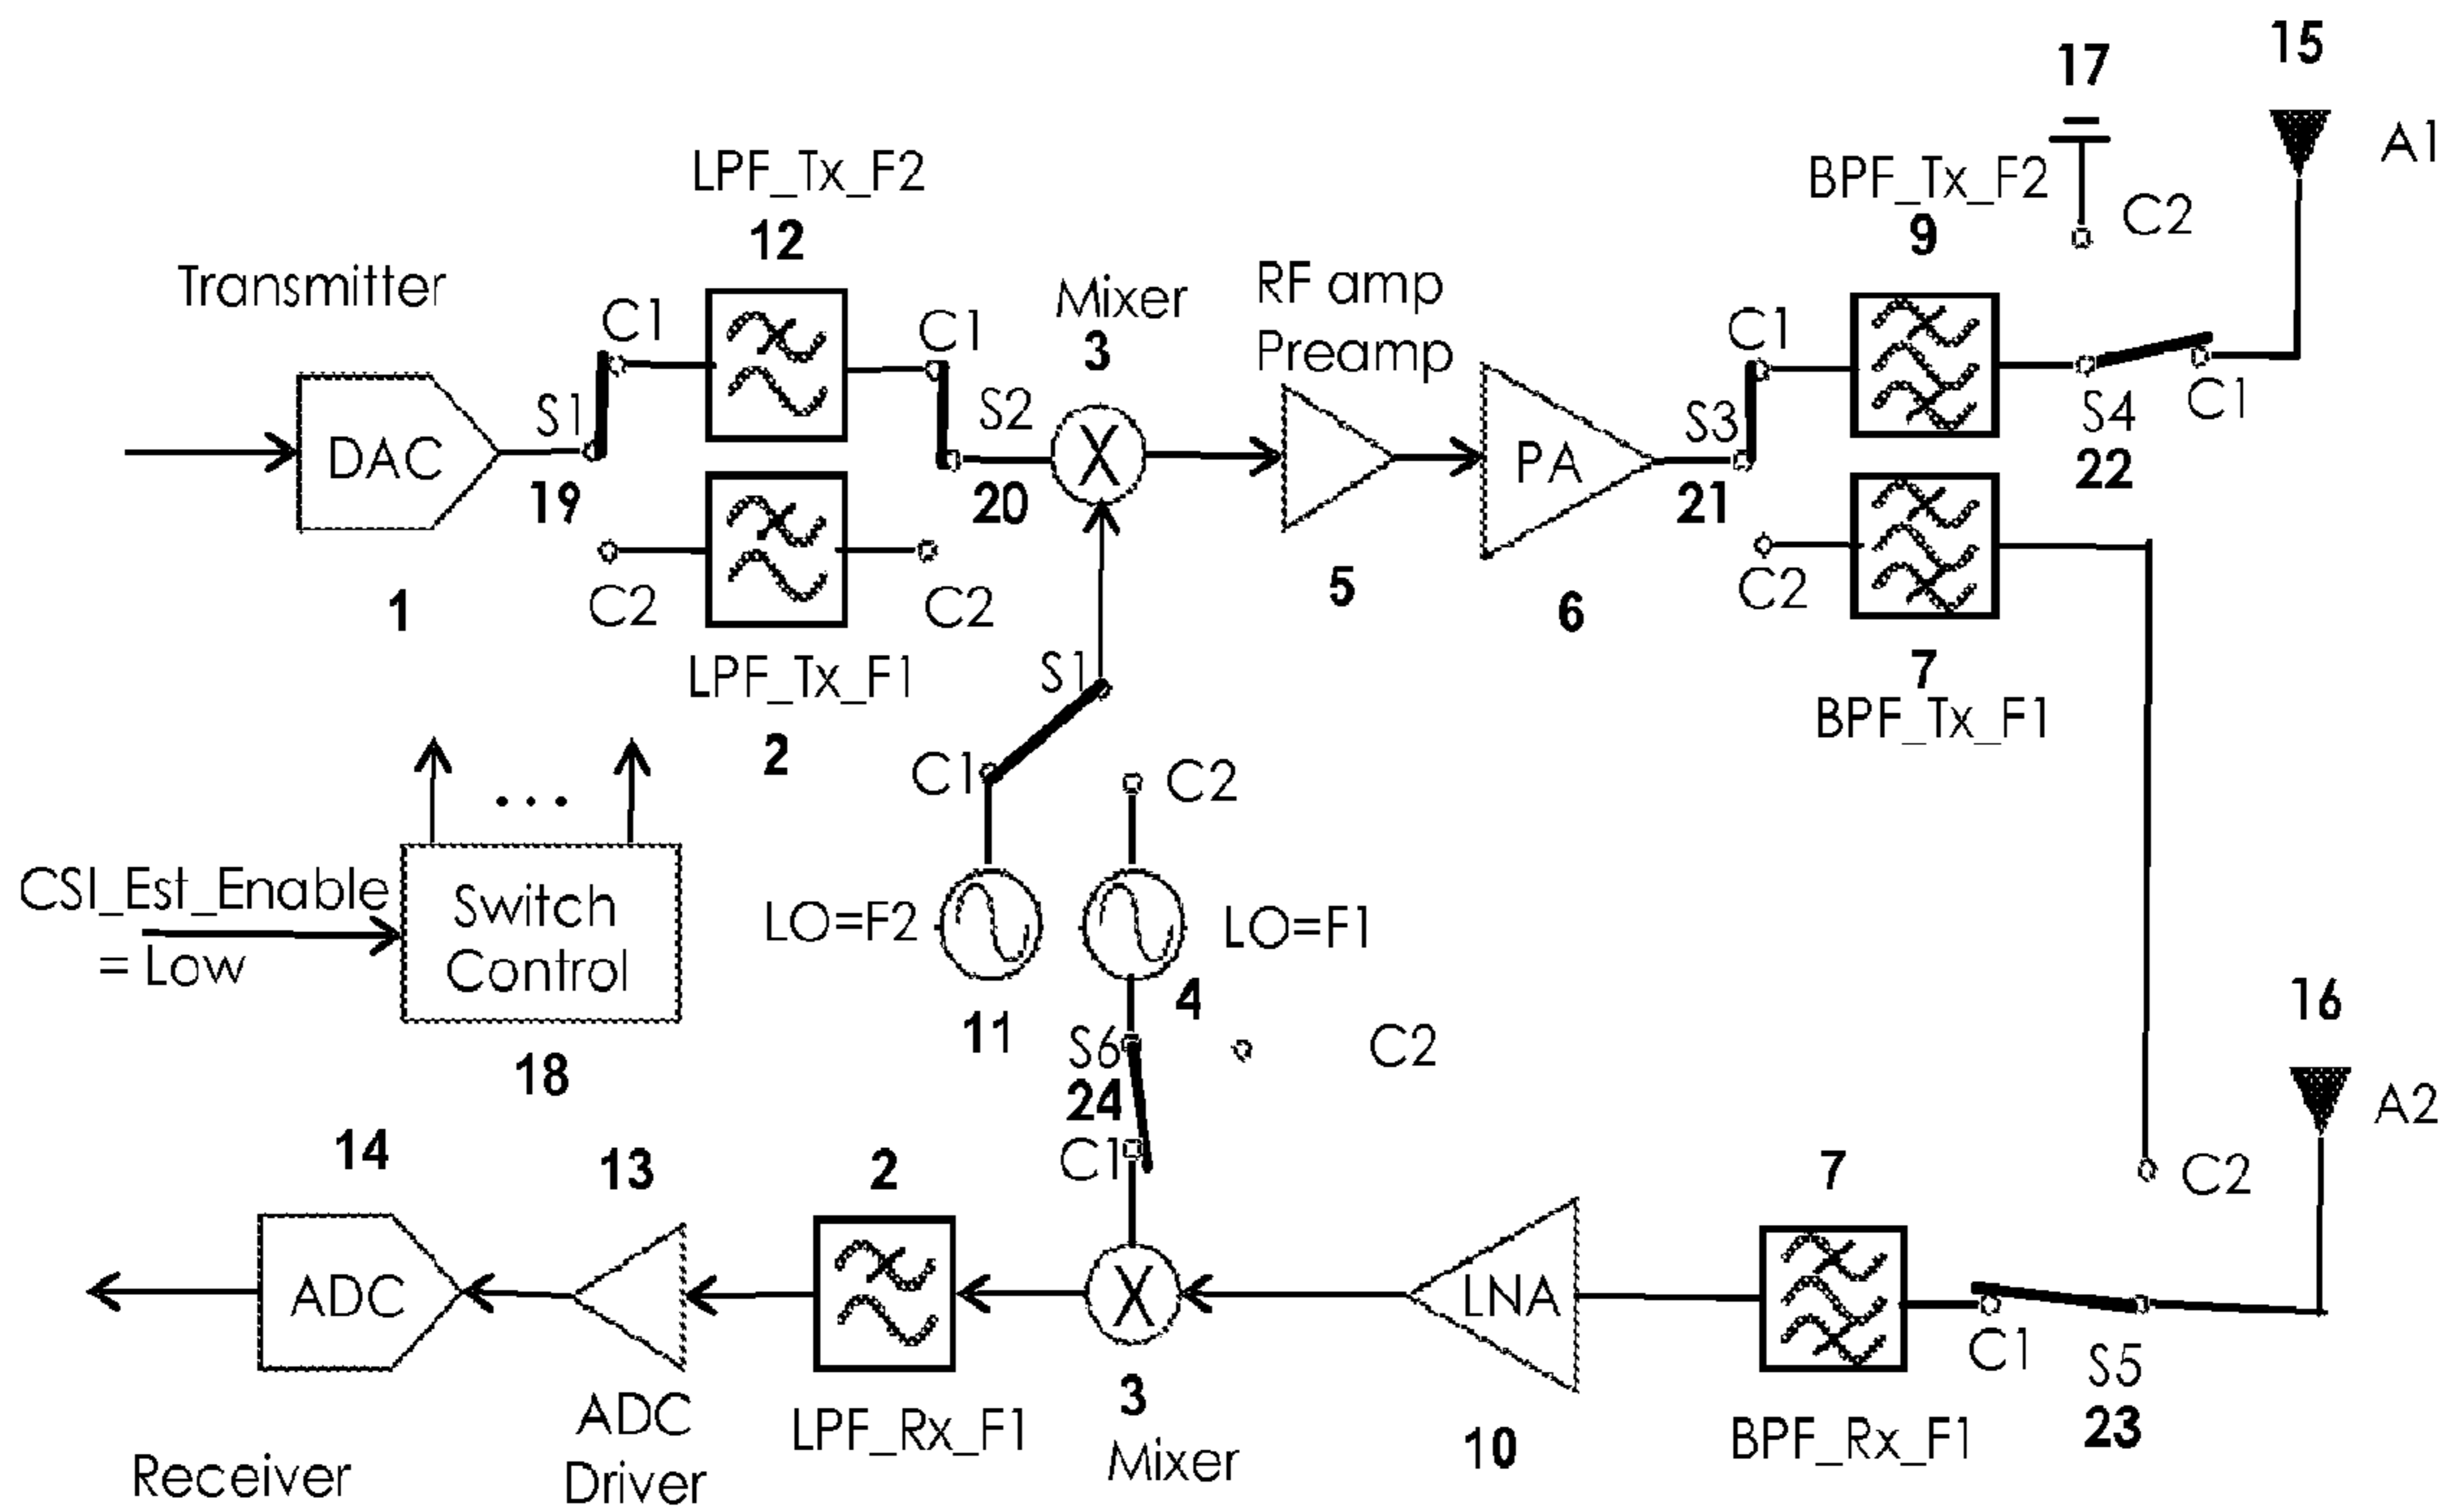 15
17
A1
LPF_Tx_F2
12
BPF_Tx_F2
9
C2
Transmitter
C1
C1
Mixer
3
RF amp
Preamp
C1
S4
22
C1
DAC
S1
19
S2
20
X
PA
S3
21
1
C2
C2
5
6
C2
LPF_Tx_F1
2
7
BPF_Tx_F1
S1
C1
C2
...
CSI_Est_Enable
= Low
Switch
Control
18
LO=F2
11
LO=F1
4
S6
24
C2
C1
16
A2
C2
14
13
2
7
ADC
X
LNA
C1
S5
23
ADC
Driver
LPF_Rx_F1
3
Mixer
10
BPF_Rx_F1
Receiver